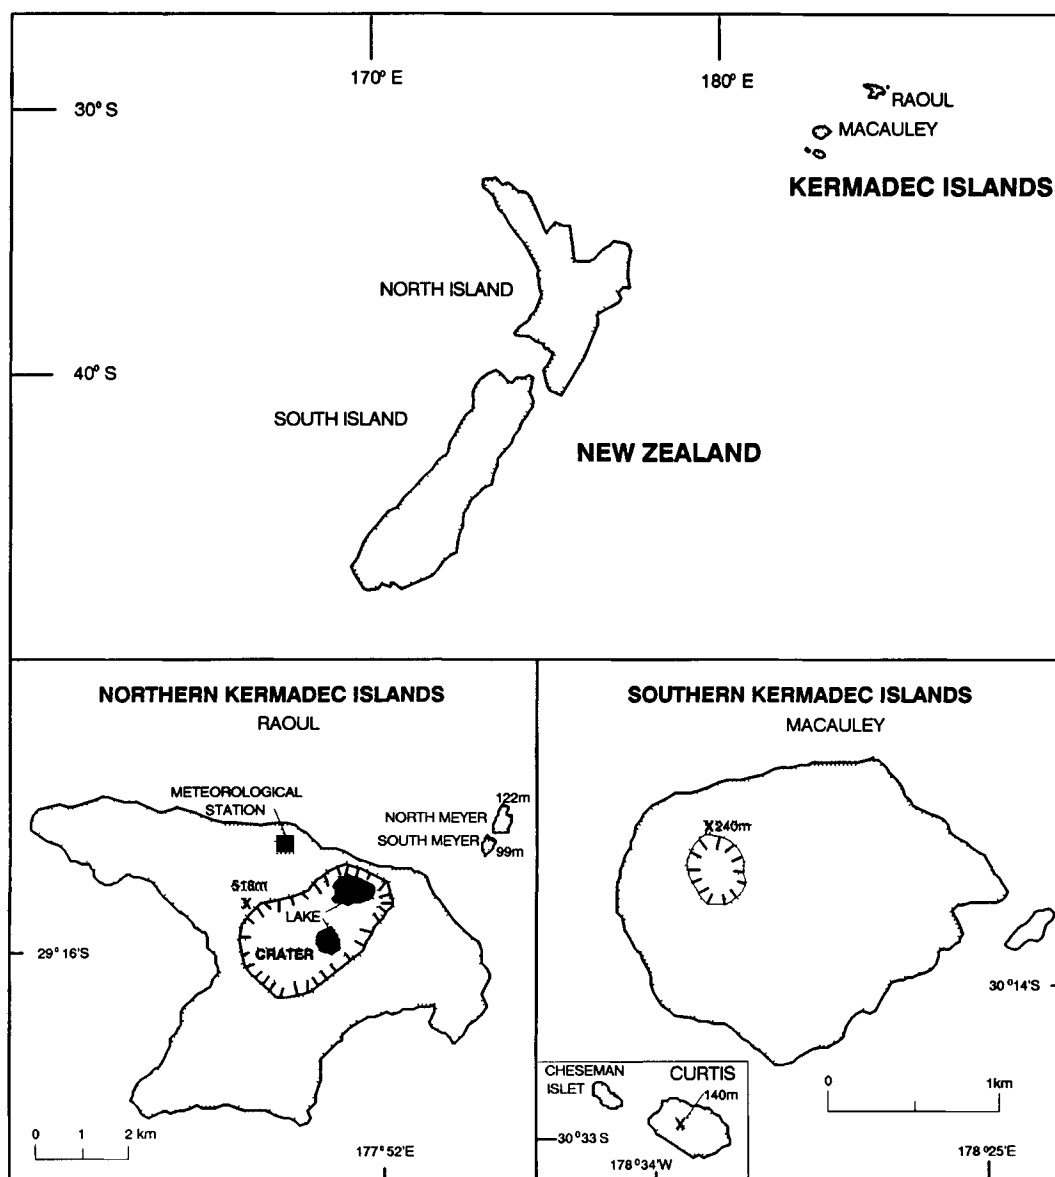 170° E
180° E
30° S
RAOUL
MACAULEY
KERMADEC ISLANDS
NORTH ISLAND
40° S
SOUTH ISLAND
NEW ZEALAND
NORTHERN KERMADEC ISLANDS
RAOUL
METEOROLOGICAL
STATION
122m
NORTH MEYER
SOUTH MEYER
99m
518m
LAKE
CRATER
29° 16'S
0 1 2 km
177° 52'E
SOUTHERN KERMADEC ISLANDS
MACAULEY
240m
30° 14'S
CHESEMAN
ISLET
CURTIS
140m
30° 33 S
178° 34'W
0 1km
178° 25'E